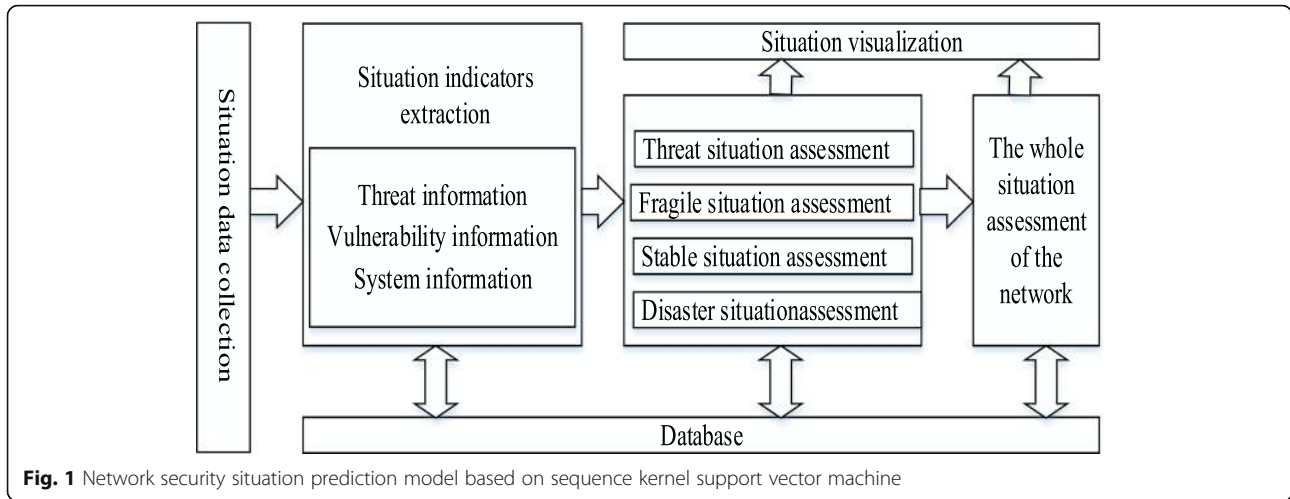 Situation data collection
Situation indicators
extraction
Threat information
Vulnerability information
System information
Situation visualization
Threat situation assessment
Fragile situation assessment
Stable situation assessment
Disaster situationassessment
The whole
situation
assessment
of the
network
Database
Fig. 1 Network security situation prediction model based on sequence kernel support vector machine